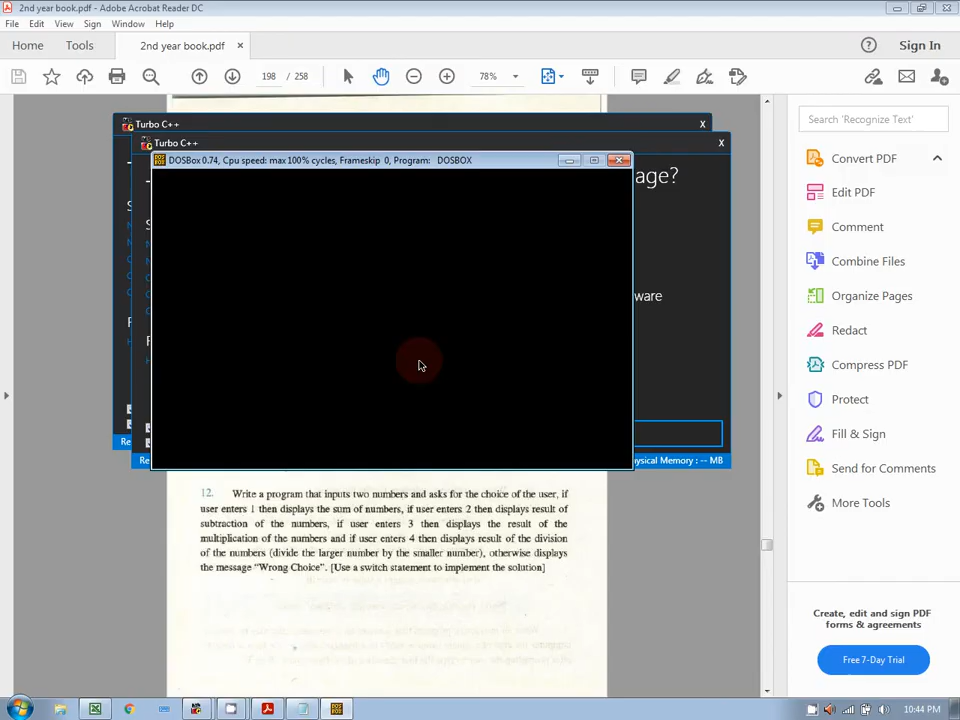 2nd year book.pdf - Adobe Acrobat Reader DC
File Edit View Sign Window Help
Home Tools 2nd year book.pdf × Sign In
198 / 258 78%
Search 'Recognize Text'
Turbo C++ X
Turbo C++ X
DOSBox 0.74, Cpu speed: max 100% cycles, Frameskip 0, Program: DOSBOX
age?
ware
Re
Re
hysical Memory : -- MB
Convert PDF
Edit PDF
Comment
Combine Files
Organize Pages
Redact
Compress PDF
Protect
Fill & Sign
Send for Comments
More Tools
12. Write a program that inputs two numbers and asks for the choice of the user, if
user enters 1 then displays the sum of numbers, if user enters 2 then displays result of
subtraction of the numbers, if user enters 3 then displays the result of the
multiplication of the numbers and if user enters 4 then displays result of the division
of the numbers (divide the larger number by the smaller number), otherwise displays
the message “Wrong Choice”. [Use a switch statement to implement the solution]
Create, edit and sign PDF
forms & agreements
Free 7-Day Trial
10:44 PM